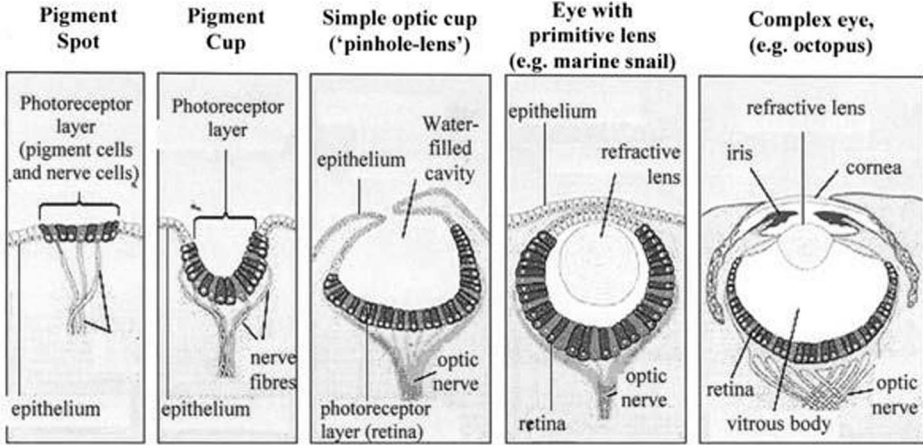 Pigment
Spot
Pigment
Cup
Simple optic cup
(‘pinhole-lens’)
Eye with
primitive lens
(e.g. marine snail)
Complex eye,
(e.g. octopus)
Photoreceptor
layer
(pigment cells
and nerve cells)
epithelium
Photoreceptor
layer
nerve
fibres
epithelium
Water-
filled
cavity
epithelium
optic
nerve
photoreceptor
layer (retina)
epithelium
refractive
lens
optic
nerve
retina
refractive lens
iris
cornea
retina
optic
nerve
vitrous body